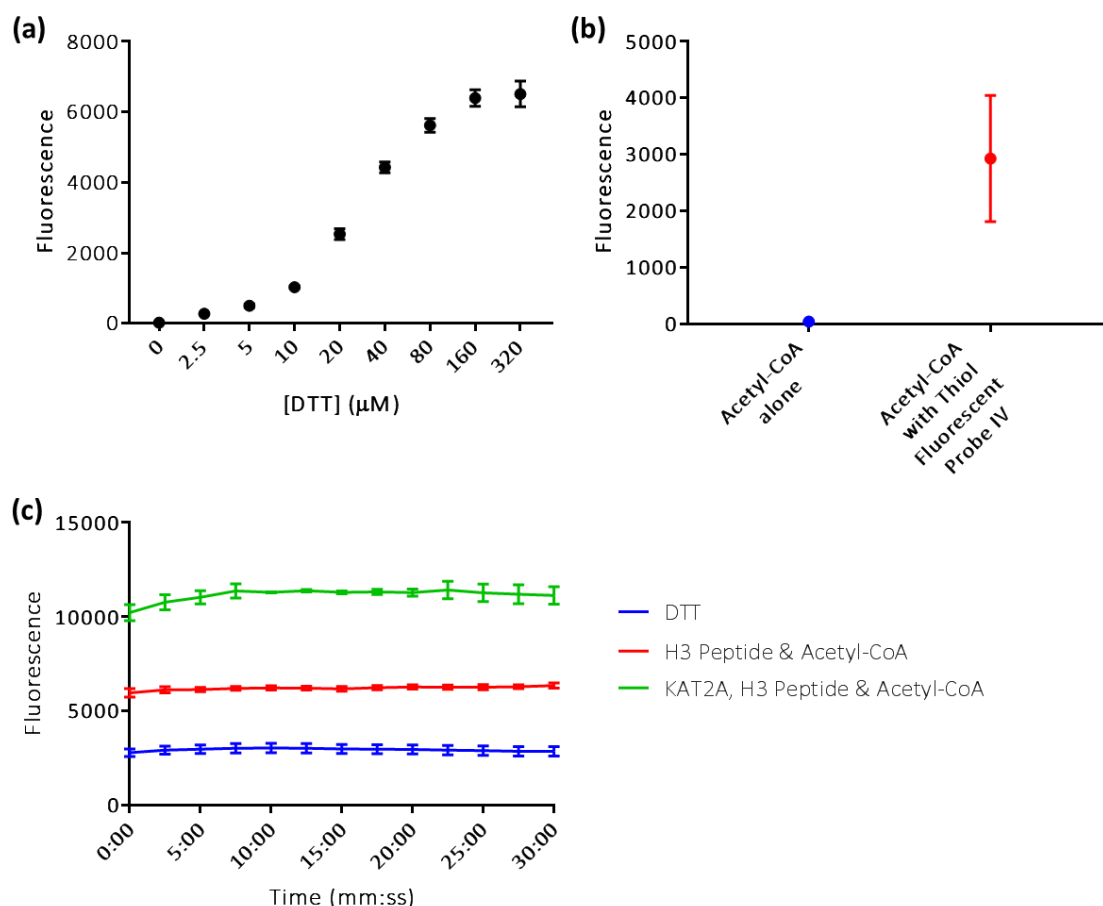 (a)
8000
6000
4000
2000
0
Fluorescence
0
2.5
5
10
20
40
80
160
320
[DTT] (μM)
(b)
5000
4000
3000
2000
1000
0
Fluorescence
Acetyl-CoA
alone
Acetyl-CoA
with Thiol
Fluorescent
Probe IV
(c)
15000
10000
5000
0
Fluorescence
0:00
5:00
10:00
15:00
20:00
25:00
30:00
Time (mm:ss)
DTT
H3 Peptide & Acetyl-CoA
KAT2A, H3 Peptide & Acetyl-CoA